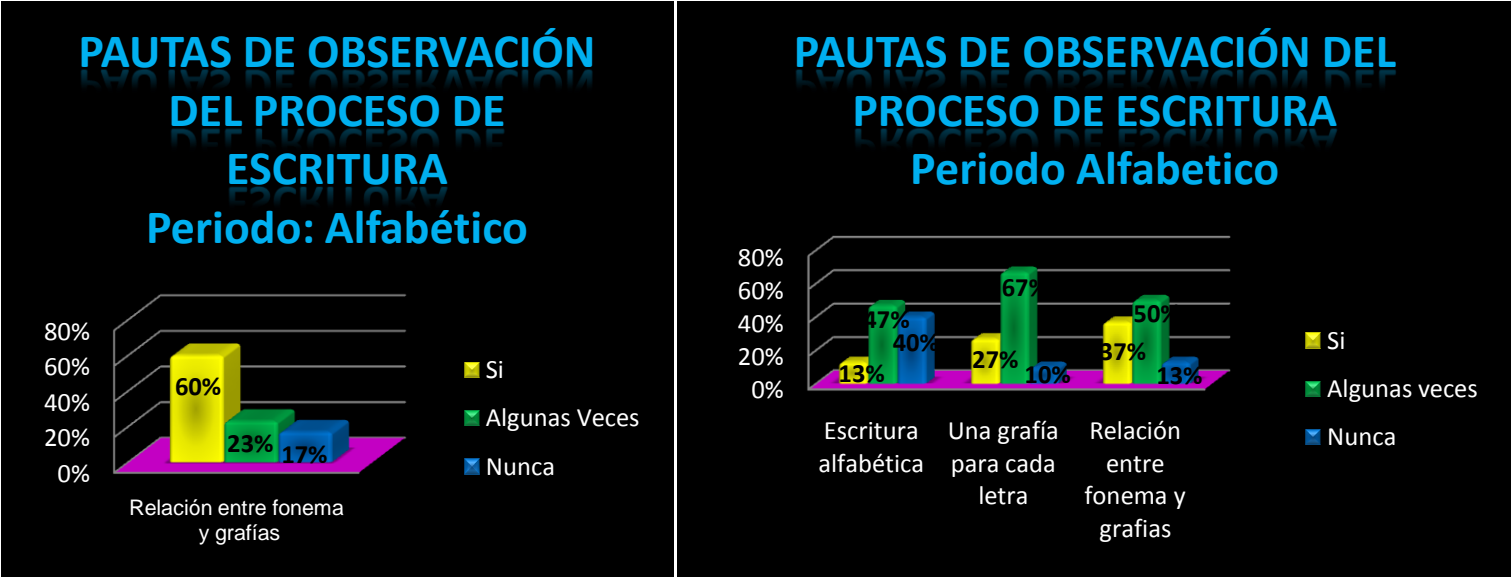 PAUTAS DE OBSERVACIÓN
DEL PROCESO DE
ESCRITURA
Periodo: Alfabético
80%
60%
40%
20%
0%
60%
23%
17%
Relación entre fonema
y grafías
Si
Algunas Veces
Nunca
PAUTAS DE OBSERVACIÓN DEL
PROCESO DE ESCRITURA
Periodo Alfabetico
80%
60%
40%
20%
0%
13%
47%
40%
27%
67%
10%
37%
50%
13%
Escritura
alfabética
Una grafía
para cada
letra
Relación
entre
fonema y
grafias
Si
Algunas veces
Nunca